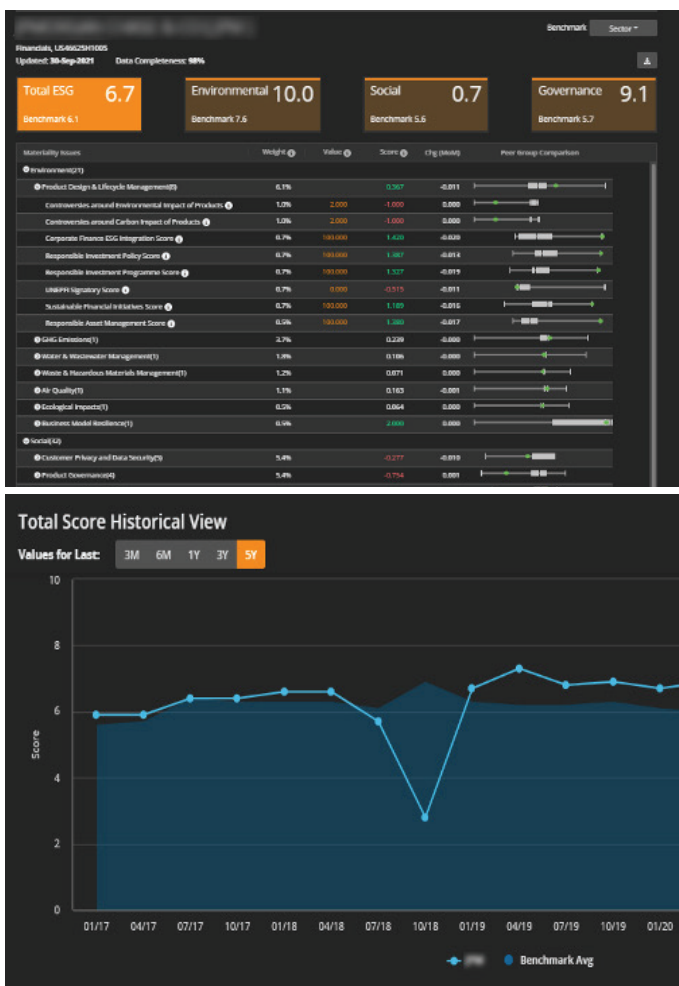 Benchmark Sector
Financials, US46625H1005
Updated: 30-Sep-2021 Data Completeness: 98%
Total ESG 6.7 Environmental 10.0 Social 0.7 Governance 9.1
Benchmark 6.1 Benchmark 7.6 Benchmark 5.6 Benchmark 5.7
Materiality Issues Weight Value Score Chg (MoM) Peer Group Comparison
Environment(21)
Product Design & Lifecycle Management(8) 6.1% 0.367 -0.011
Controversies around Environmental Impact of Products 1.0% 2.000 -1.000 0.000
Controversies around Carbon Impact of Products 1.0% 2.000 -1.000 0.000
Corporate Finance ESG Integration Score 0.7% 100.000 1.420 -0.020
Responsible Investment Policy Score 0.7% 100.000 1.387 -0.013
Responsible Investment Programme Score 0.7% 100.000 1.527 -0.019
UNEPFI Signatory Score 0.7% 0.000 -0.515 -0.011
Sustainable Financial Initiatives Score 0.7% 100.000 1.189 -0.016
Responsible Asset Management Score 0.5% 100.000 1.280 -0.017
GHG Emissions(1) 3.7% 0.239 -0.000
Water & Wastewater Management(1) 1.8% 0.106 -0.000
Waste & Hazardous Materials Management(1) 1.2% 0.071 0.000
Air Quality(1) 1.1% 0.163 -0.001
Ecological Impacts(1) 0.5% 0.064 0.000
Business Model Resilience(1) 0.5% 2.000 0.000
Social(32)
Customer Privacy and Data Security(5) 5.4% -0.277 -0.010
Product Governance(4) 5.4% -0.754 0.001
Total Score Historical View
Values for Last: 3M 6M 1Y 3Y 5Y
10
8
6
4
2
0
Score
01/17 04/17 07/17 10/17 01/18 04/18 07/18 10/18 01/19 04/19 07/19 10/19 01/20
Benchmark Avg